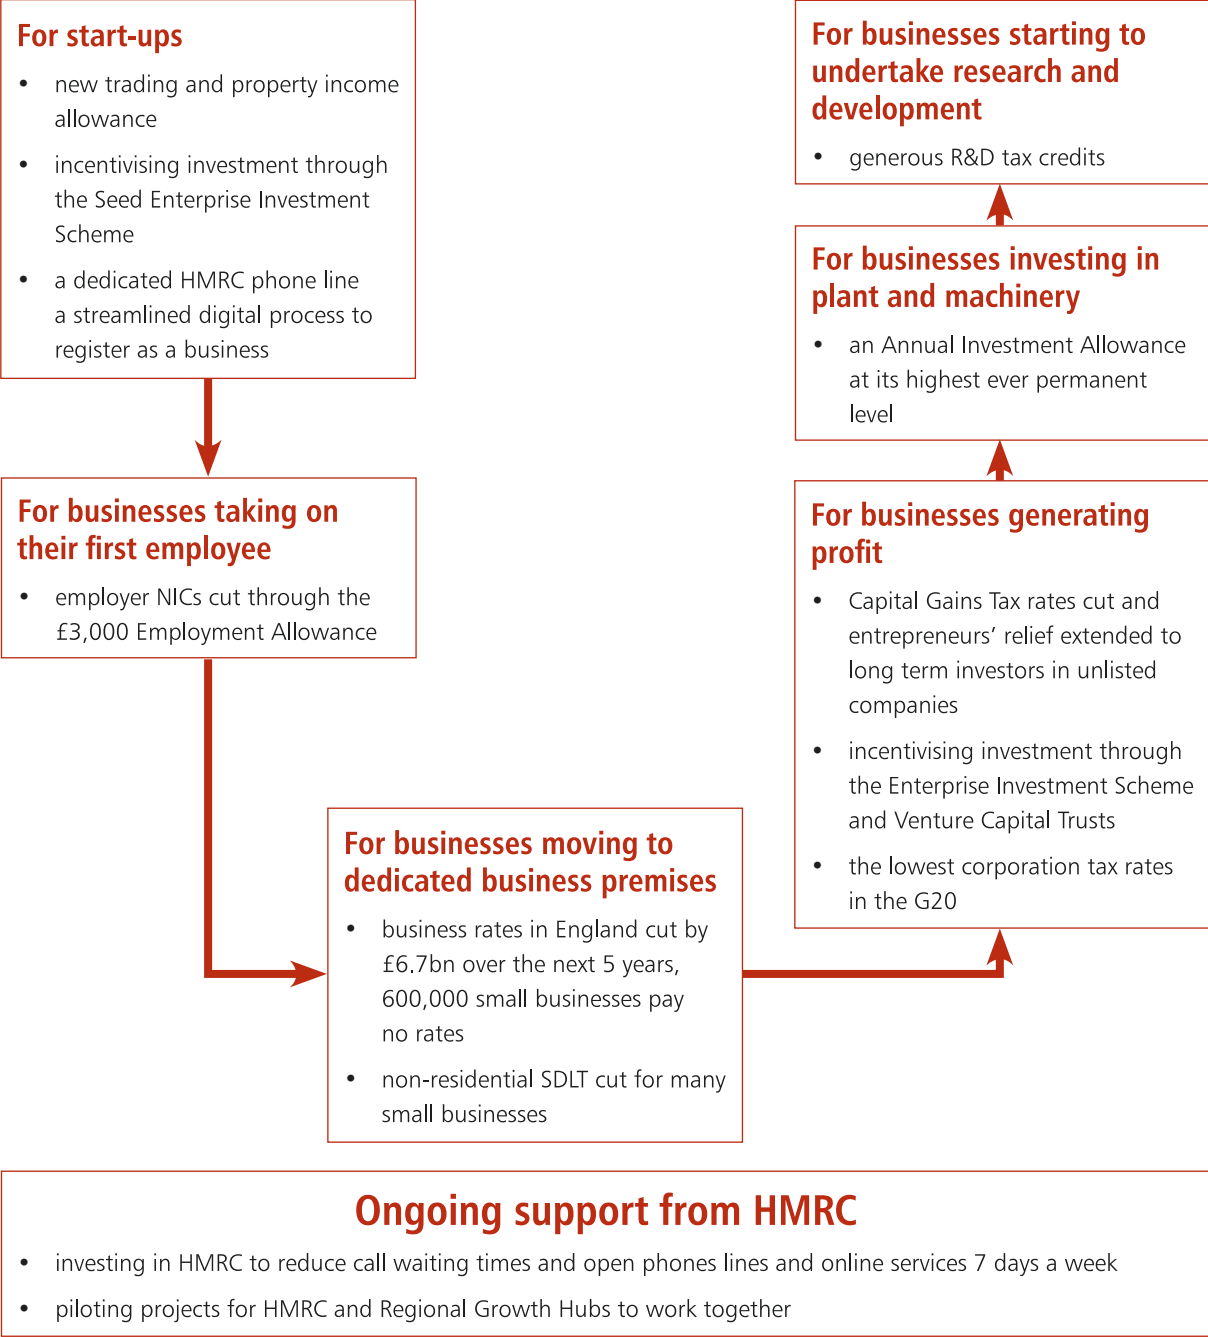 For start-ups
• new trading and property income
allowance
• incentivising investment through
the Seed Enterprise Investment
Scheme
• a dedicated HMRC phone line
a streamlined digital process to
register as a business
For businesses taking on
their first employee
• employer NICs cut through the
£3,000 Employment Allowance
For businesses moving to
dedicated business premises
• business rates in England cut by
£6.7bn over the next 5 years,
600,000 small businesses pay
no rates
• non-residential SDLT cut for many
small businesses
For businesses generating
profit
• Capital Gains Tax rates cut and
entrepreneurs’ relief extended to
long term investors in unlisted
companies
• incentivising investment through
the Enterprise Investment Scheme
and Venture Capital Trusts
• the lowest corporation tax rates
in the G20
For businesses investing in
plant and machinery
• an Annual Investment Allowance
at its highest ever permanent
level
For businesses starting to
undertake research and
development
• generous R&D tax credits
Ongoing support from HMRC
• investing in HMRC to reduce call waiting times and open phones lines and online services 7 days a week
• piloting projects for HMRC and Regional Growth Hubs to work together